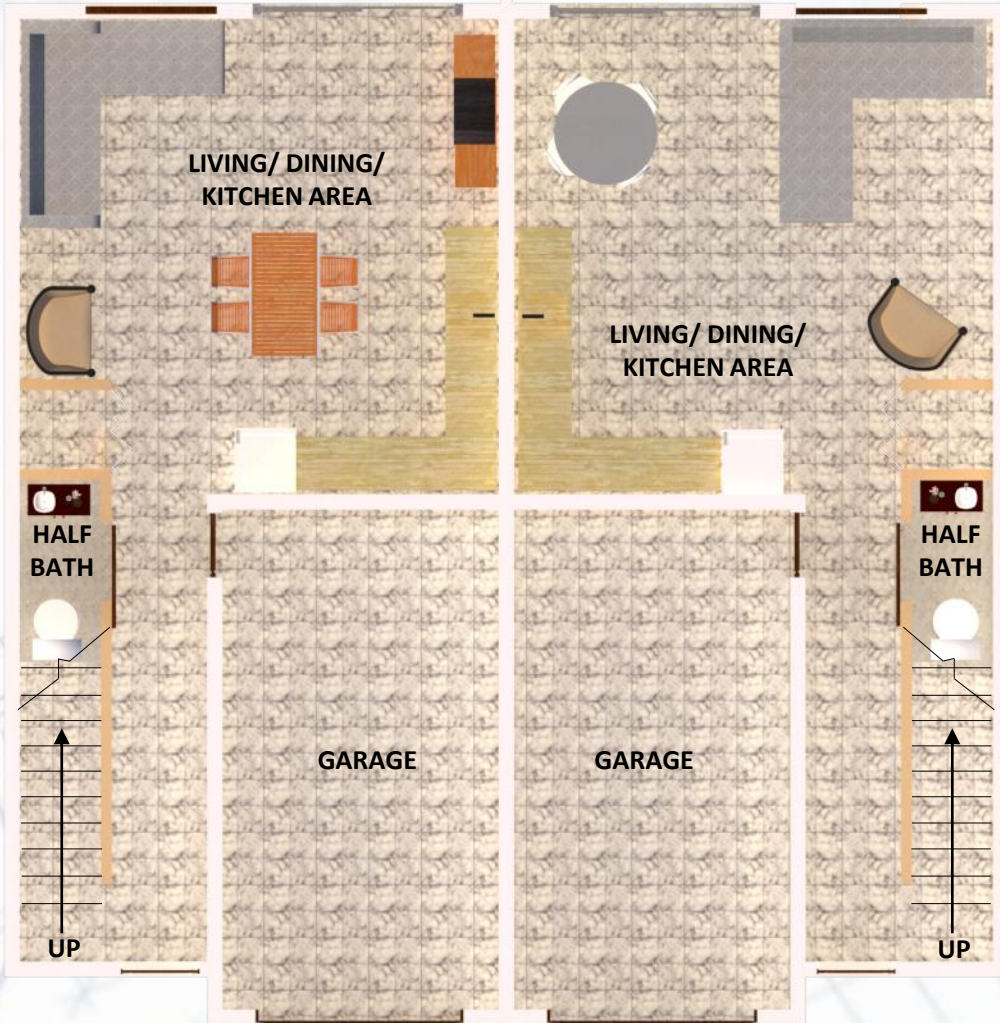 LIVING/ DINING/
KITCHEN AREA
LIVING/ DINING/
KITCHEN AREA
HALF
BATH
HALF
BATH
GARAGE
GARAGE
UP
UP